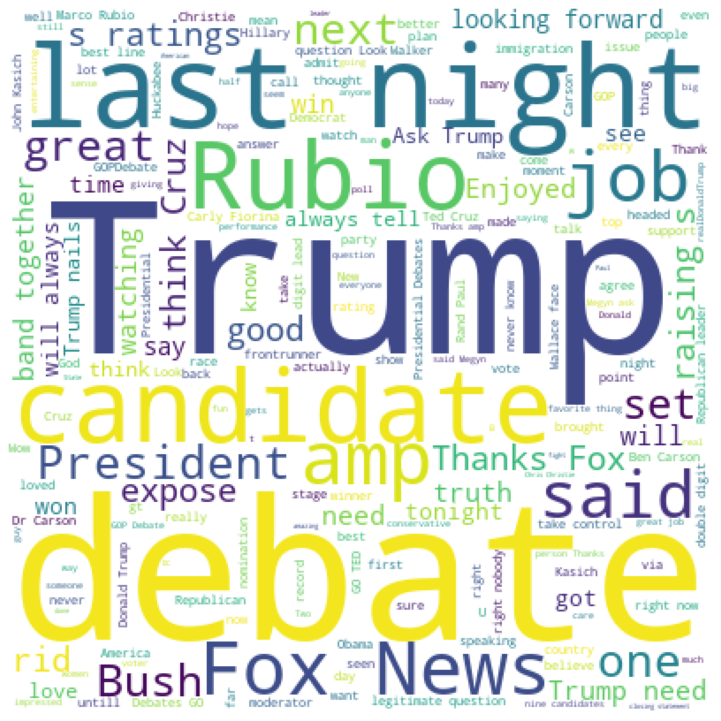 well Marco Rubio Christie next looking forward even
still s ratings mean Hillary better plan people
best line question Look Walker immigration issue
last night
John Kasich entertaining lot sense Huckabee admit thought many thing big
call half win Democrat anyone Carson GOP
great hope watch man Ask Trump see every Thank
GOPDebate Cruz Rubio answer make come today job
time giving poll Enjoyed moment realDonaldTrump
Carly Fiorina always tell Ted Cruz headed raising s
band together will always Trump nails watching Presidential think performance Thanks amp made saying talk top support
Trump
know take digit lead party question everyone New rating Presidential Debates Rand Paul agree never know Megyn ask Wallace face Donald Paul Republican leader
say good frontrunner
God think Look race back actually show said Megyn vote night point
Sure
Cruz fun gets favorite thing brought real
candidate set
t will
President amp Thanks Fox Ben Carson double digit
Wow loved expose gt stage winner truth said
won need tonight
Dr Carson really conservative take control great job
guy best person Thanks
way nomination record GO TED first right right nobody Kasich via
someone never Donald Trump GOP Debate
debate
Republican Two sure u got right now
now care
America Obama speaking country
rid voter women seen believe one much
love Bush Fox News Trump need
day want
impressed untill Debates GO far moderator legitimate question nine candidates closing statement